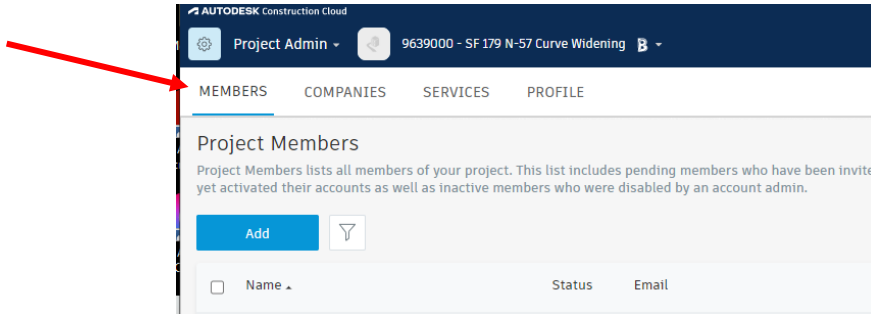 AUTODESK Construction Cloud
Project Admin 9639000 - SF 179 N-57 Curve Widening B
MEMBERS COMPANIES SERVICES PROFILE
Project Members
Project Members lists all members of your project. This list includes pending members who have been invite
yet activated their accounts as well as inactive members who were disabled by an account admin.
Add
Name Status Email